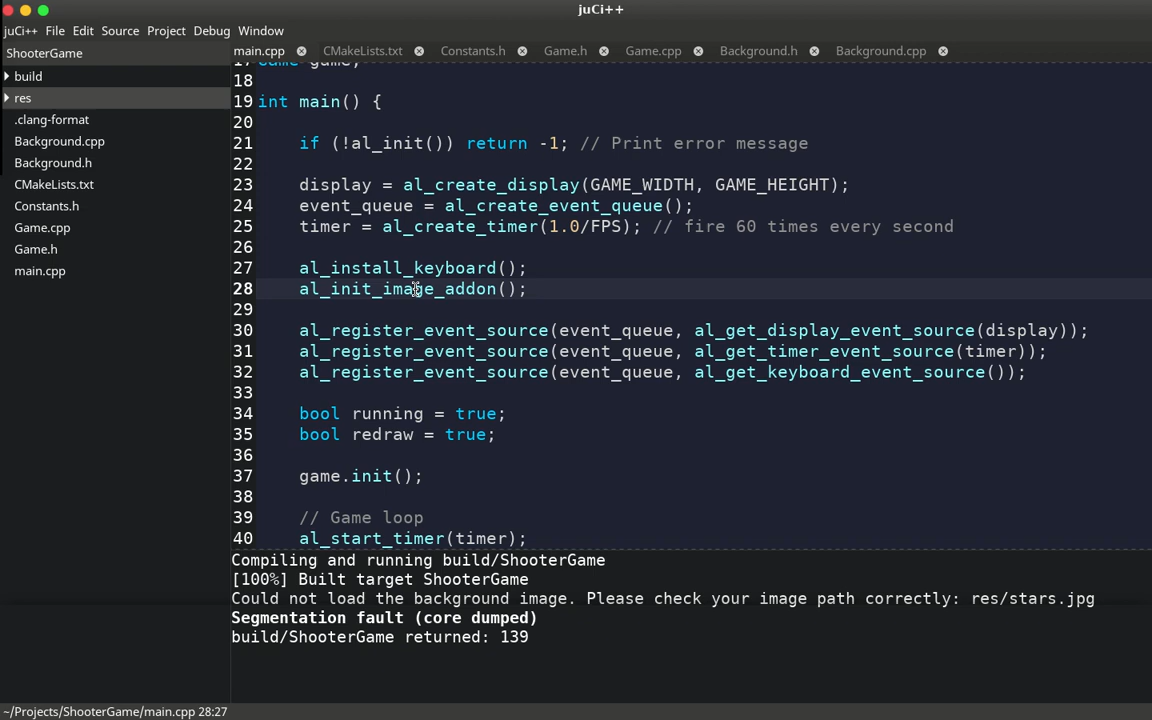 juCi++
juCi++ File Edit Source Project Debug Window
ShooterGame
build
res
.clang-format
Background.cpp
Background.h
CMakeLists.txt
Constants.h
Game.cpp
Game.h
main.cpp
main.cpp CMakeLists.txt Constants.h Game.h Game.cpp Background.h Background.cpp
17 Game game;
18
19 int main() {
20
21 if (!al_init()) return -1; // Print error message
22
23 display = al_create_display(GAME_WIDTH, GAME_HEIGHT);
24 event_queue = al_create_event_queue();
25 timer = al_create_timer(1.0/FPS); // fire 60 times every second
26
27 al_install_keyboard();
28 al_init_image_addon();
29
30 al_register_event_source(event_queue, al_get_display_event_source(display));
31 al_register_event_source(event_queue, al_get_timer_event_source(timer));
32 al_register_event_source(event_queue, al_get_keyboard_event_source());
33
34 bool running = true;
35 bool redraw = true;
36
37 game.init();
38
39 // Game loop
40 al_start_timer(timer);
Compiling and running build/ShooterGame
[100%] Built target ShooterGame
Could not load the background image. Please check your image path correctly: res/stars.jpg
Segmentation fault (core dumped)
build/ShooterGame returned: 139
~/Projects/ShooterGame/main.cpp 28:27